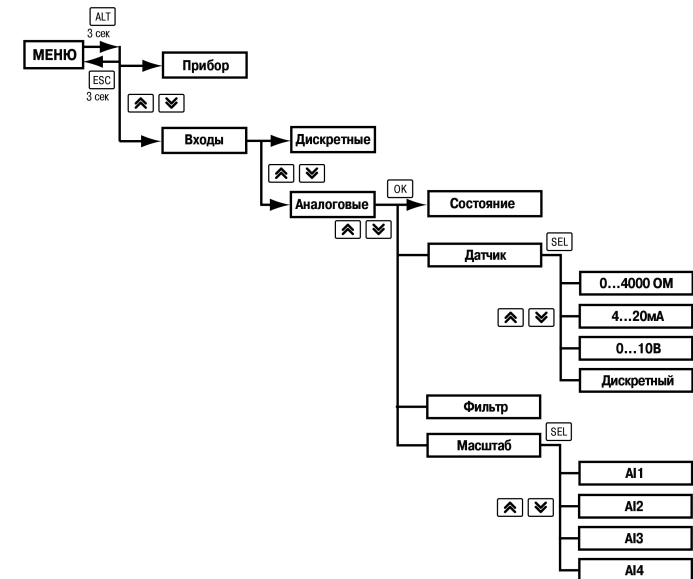 ALT
3 сек
МЕНЮ
ESC
3 сек
Прибор
Входы
Дискретные
Аналоговые
OK
Состояние
Датчик
SEL
0...4000 ОМ
4...20мА
0...10В
Дискретный
Фильтр
Масштаб
SEL
AI1
AI2
AI3
AI4